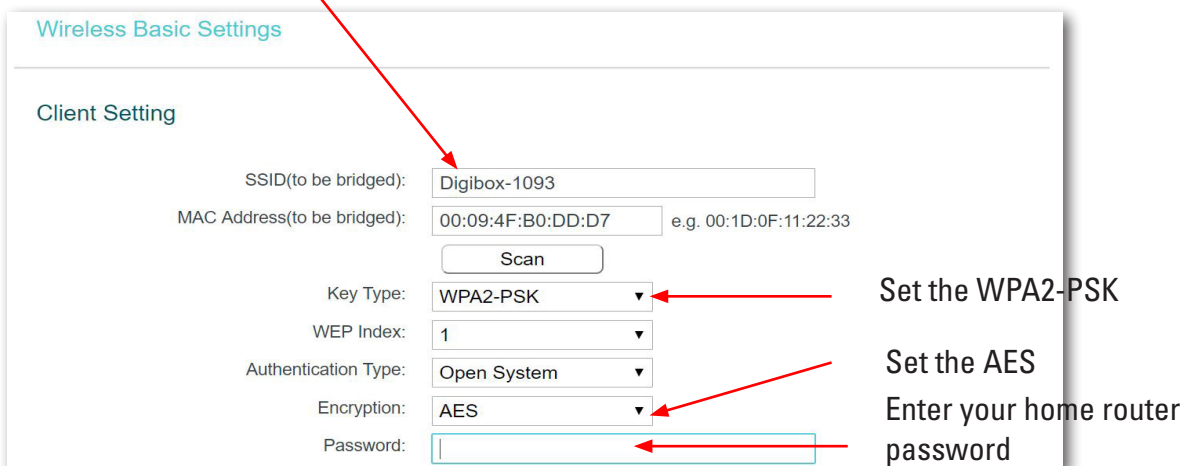 Wireless Basic Settings
Client Setting
SSID(to be bridged): Digibox-1093
MAC Address(to be bridged): 00:09:4F:B0:DD:D7 e.g. 00:1D:0F:11:22:33
Scan
Key Type: WPA2-PSK Set the WPA2-PSK
WEP Index: 1
Authentication Type: Open System Set the AES
Encryption: AES Enter your home router
Password: password